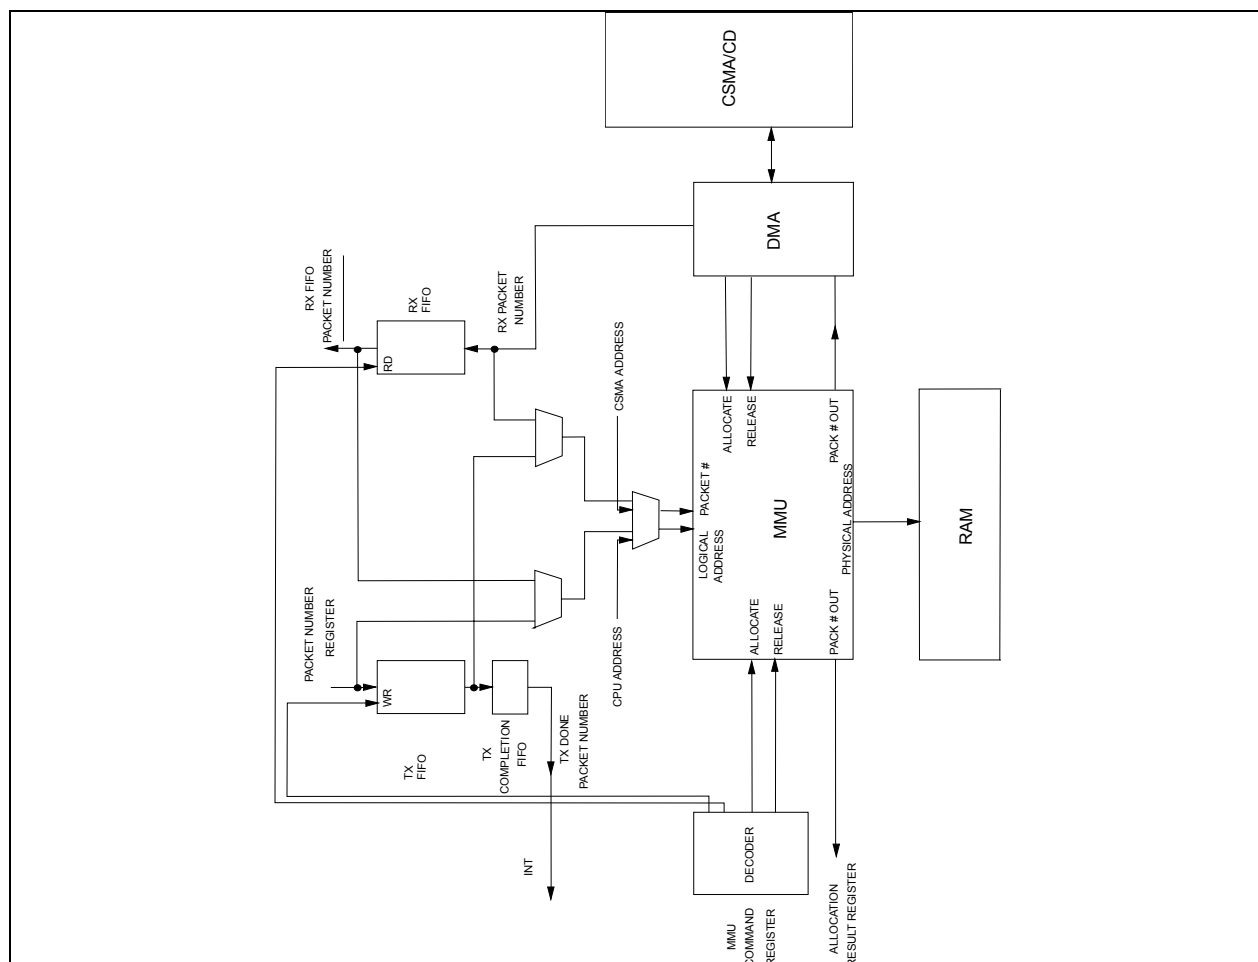 CSMA/CD
DMA
RX FIFO
PACKET NUMBER
RX
FIFO
RD
RX PACKET
NUMBER
CSMA ADDRESS
ALLOCATE
RELEASE
PACK # OUT
PACKET #
LOGICAL
ADDRESS
MMU
PHYSICAL ADDRESS
RAM
PACKET NUMBER
REGISTER
WR
TX
FIFO
TX
COMPLETION
FIFO
TX DONE
PACKET NUMBER
CPU ADDRESS
ALLOCATE
RELEASE
PACK # OUT
INT
DECODER
MMU
COMMAND
REGISTER
ALLOCATION
RESULT REGISTER